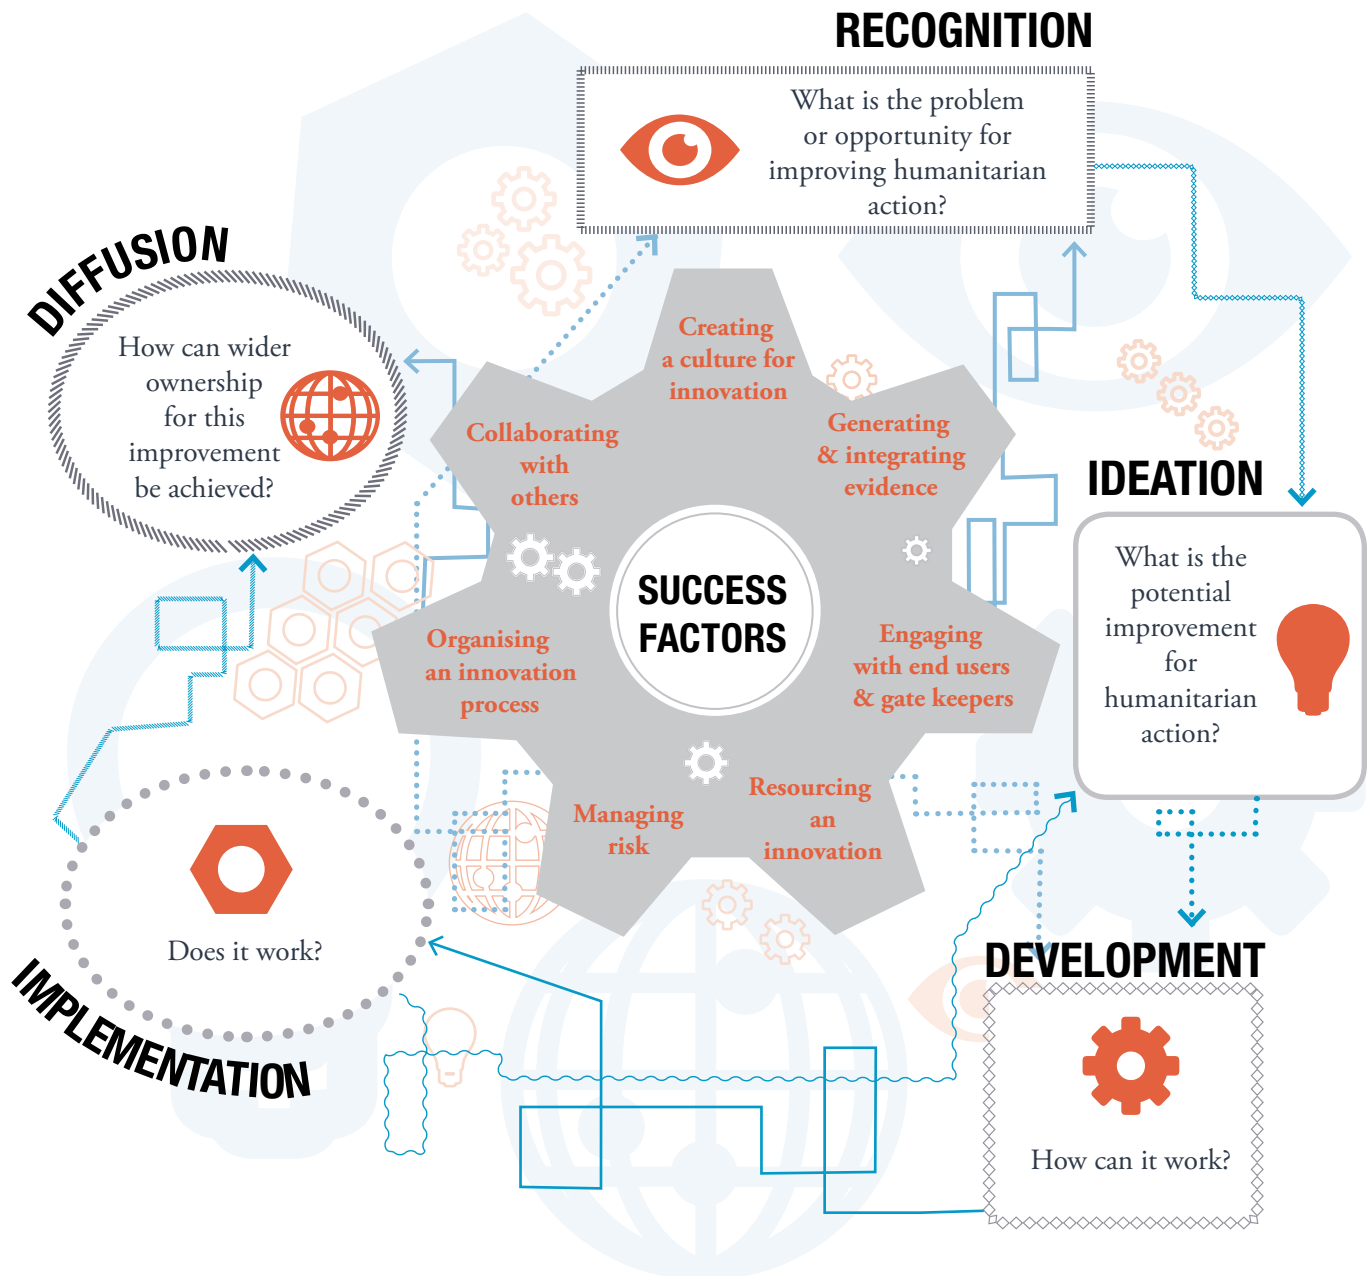 RECOGNITION
What is the problem
or opportunity for
improving humanitarian
action?
DIFFUSION
How can wider
ownership
for this
improvement
be achieved?
Creating
a culture for
innovation
Collaborating
with
others
Generating
& integrating
evidence
IDEATION
What is the
potential
improvement
for
humanitarian
action?
SUCCESS
FACTORS
Organising
an innovation
process
Engaging
with end users
& gate keepers
Managing
risk
Resourcing
an
innovation
Does it work?
IMPLEMENTATION
DEVELOPMENT
How can it work?